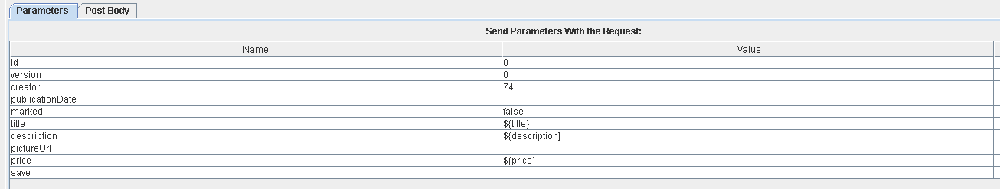 Parameters Post Body
Send Parameters With the Request:
Name: Value
id 0
version 0
creator 74
publicationDate
marked false
title ${title}
description ${description]
pictureUrl
price ${price}
save